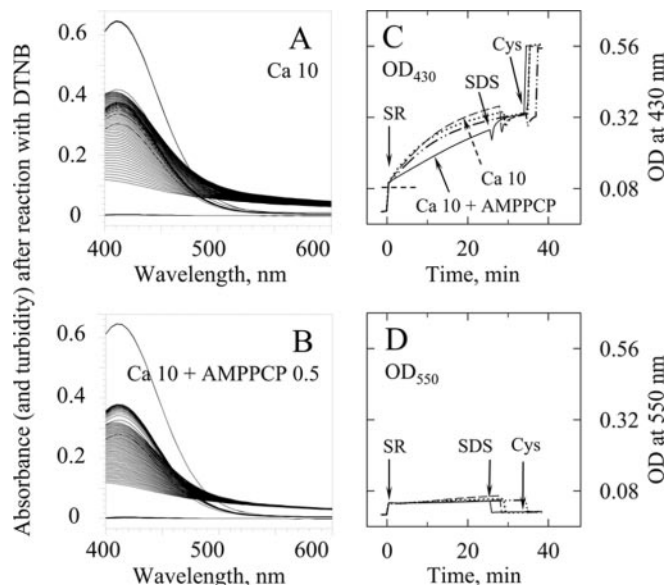 Absorbance (and turbidity) after reaction with DTNB
A
Ca 10
0.6
0.4
0.2
0
400
500
600
Wavelength, nm
B
Ca 10 + AMPPCP 0.5
0.6
0.4
0.2
0
400
500
600
Wavelength, nm
C
OD430
Cys
SDS
SR
Ca 10
Ca 10 + AMPPCP
0.56
0.32
0.08
OD at 430 nm
0
20
40
Time, min
D
OD550
SR
SDS
Cys
0.56
0.32
0.08
OD at 550 nm
0
20
40
Time, min